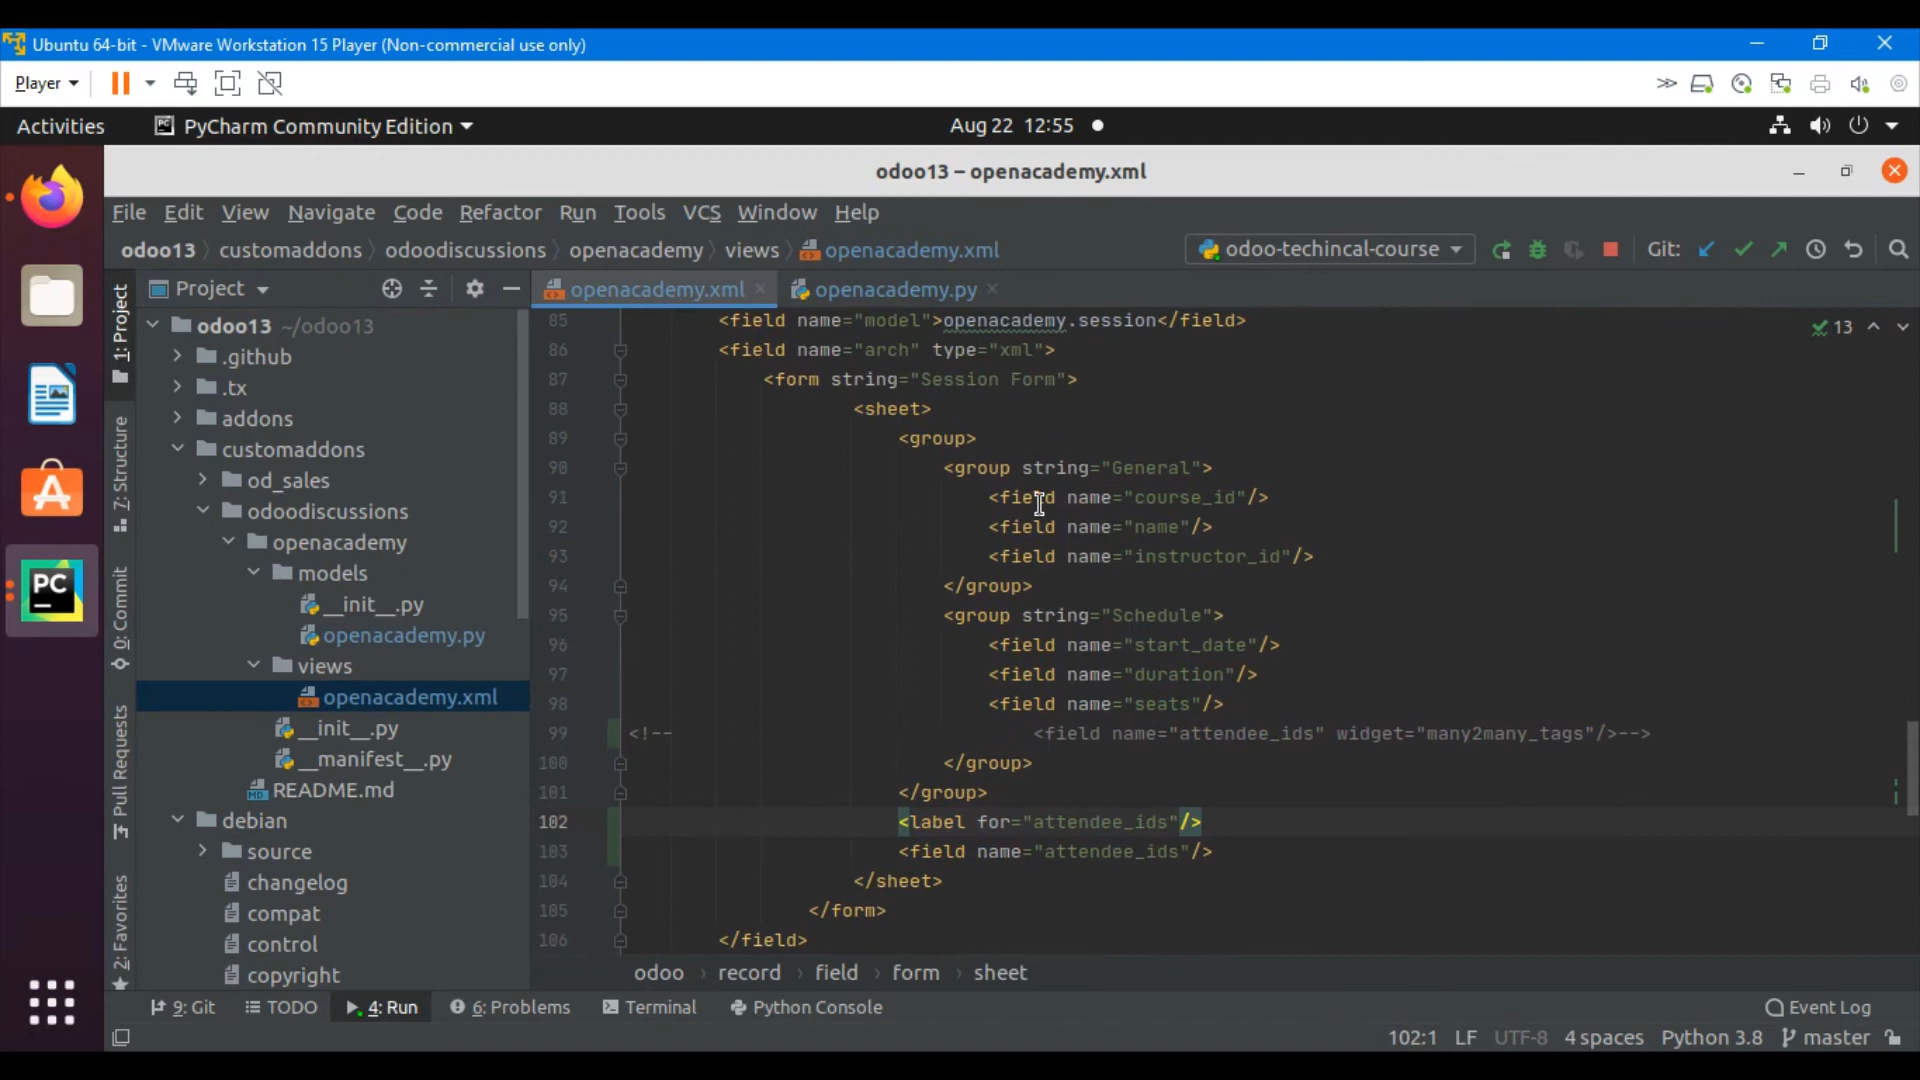 Ubuntu 64-bit - VMware Workstation 15 Player (Non-commercial use only)
Player
Activities
PyCharm Community Edition
Aug 22 12:55
odoo13 – openacademy.xml
File Edit View Navigate Code Refactor Run Tools VCS Window Help
odoo13 customaddons odoodiscussions openacademy views openacademy.xml
odoo-techincal-course
Git:
1: Project
7: Structure
0: Commit
Pull Requests
2: Favorites
Project
odoo13 ~/odoo13
.github
.tx
addons
customaddons
od_sales
odoodiscussions
openacademy
models
__init__.py
openacademy.py
views
openacademy.xml
__init__.py
__manifest__.py
README.md
debian
source
changelog
compat
control
copyright
openacademy.xml
openacademy.py
13
85 <field name="model">openacademy.session</field>
86 <field name="arch" type="xml">
87 <form string="Session Form">
88 <sheet>
89 <group>
90 <group string="General">
91 <field name="course_id"/>
92 <field name="name"/>
93 <field name="instructor_id"/>
94 </group>
95 <group string="Schedule">
96 <field name="start_date"/>
97 <field name="duration"/>
98 <field name="seats"/>
99 <!-- <field name="attendee_ids" widget="many2many_tags"/>-->
100 </group>
101 </group>
102 <label for="attendee_ids"/>
103 <field name="attendee_ids"/>
104 </sheet>
105 </form>
106 </field>
odoo › record › field › form › sheet
9: Git
TODO
4: Run
6: Problems
Terminal
Python Console
Event Log
102:1 LF UTF-8 4 spaces Python 3.8 master